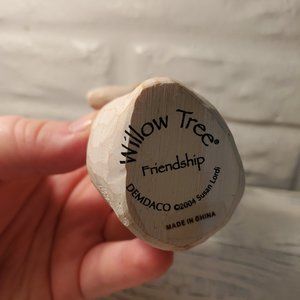 Willow Tree®
Friendship
DEMDACO ©2004 Susan Lordi
MADE IN CHINA